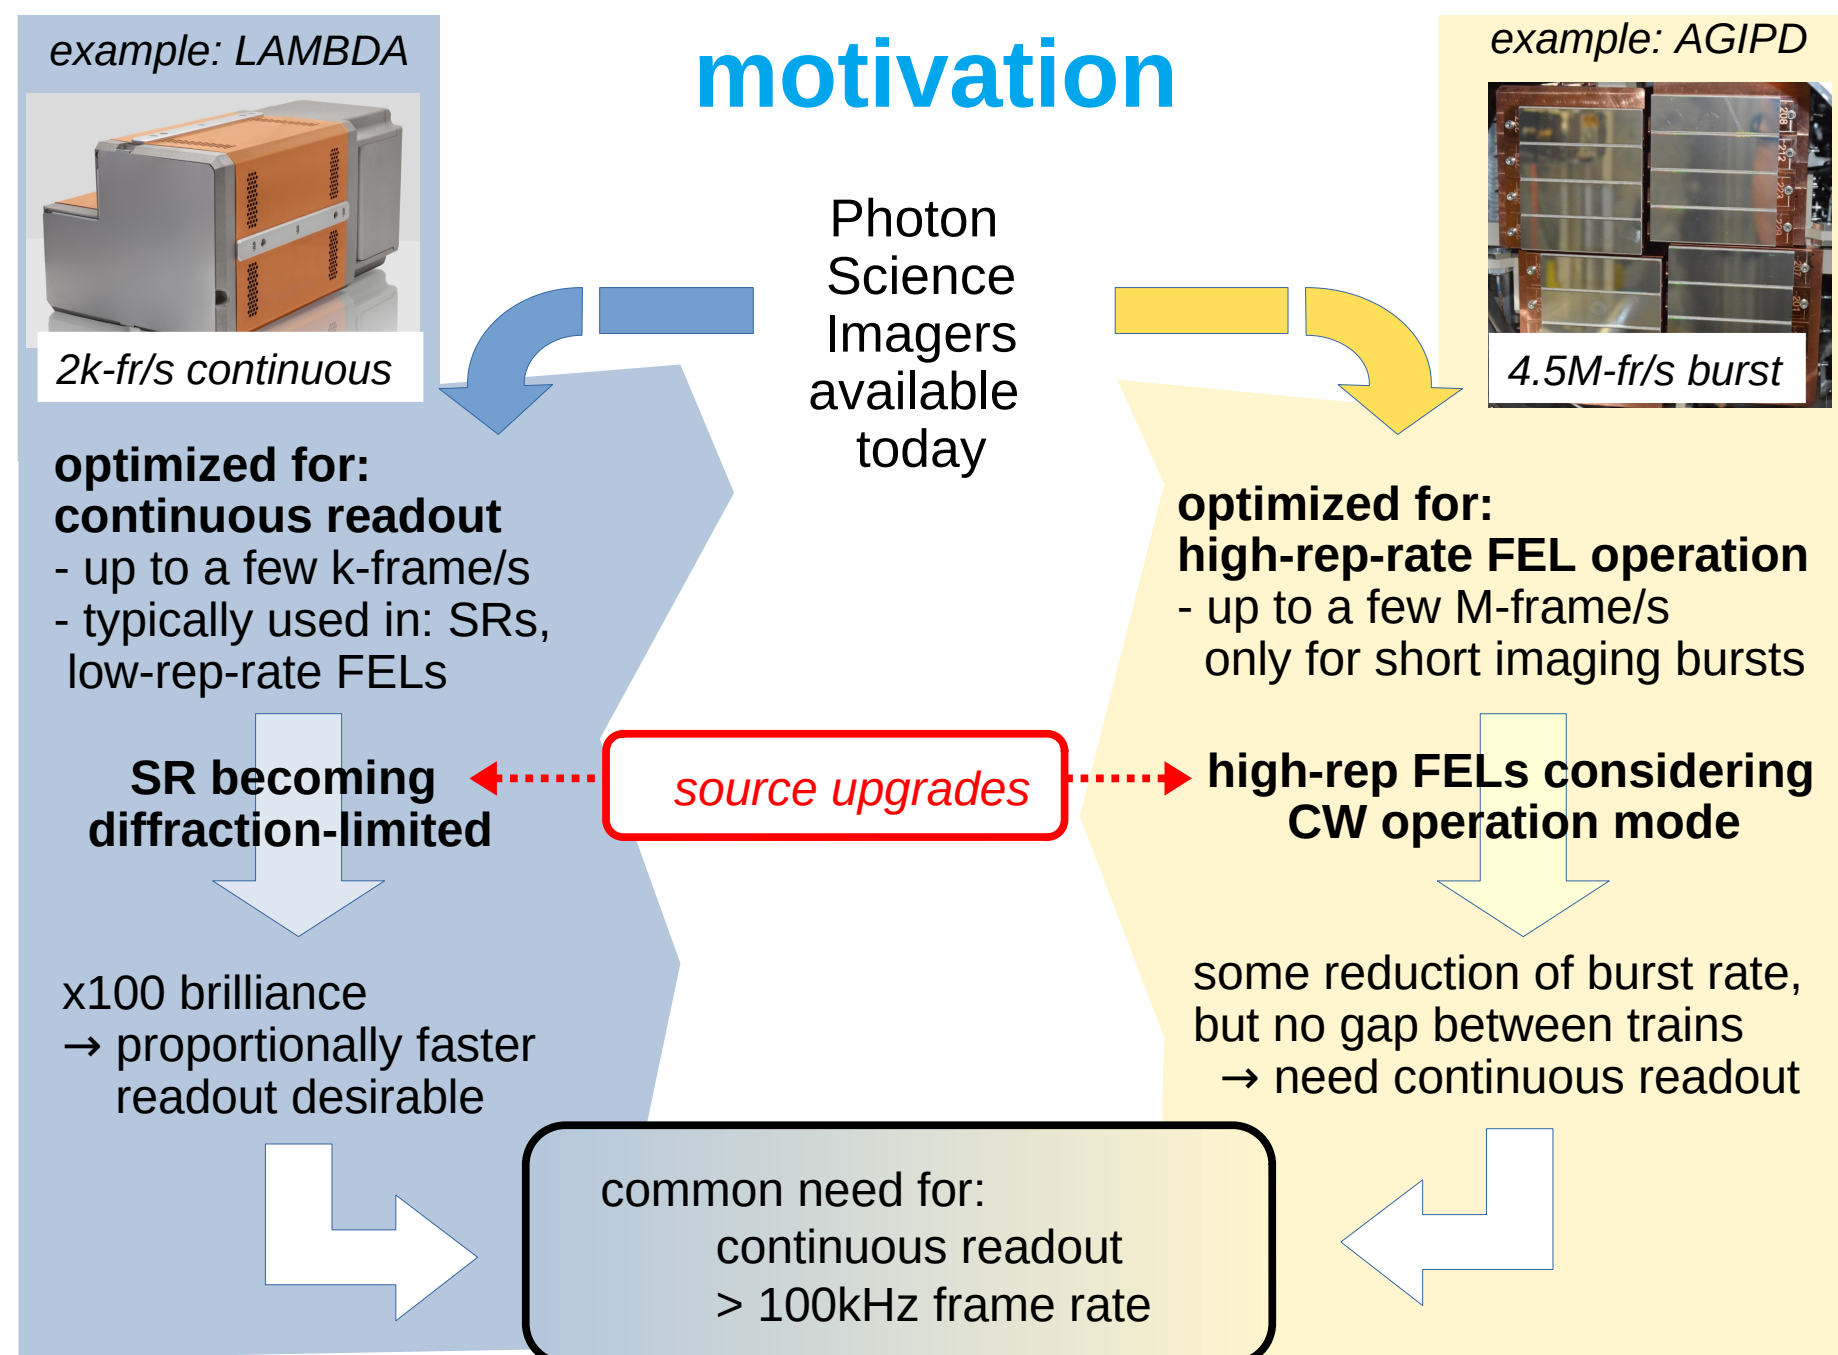 motivation
example: LAMBDA
2k-fr/s continuous
example: AGIPD
208
212
4.5M-fr/s burst
Photon
Science
Imagers
available
today
optimized for:
continuous readout
- up to a few k-frame/s
- typically used in: SRs,
low-rep-rate FELs
optimized for:
high-rep-rate FEL operation
- up to a few M-frame/s
only for short imaging bursts
source upgrades
SR becoming
diffraction-limited
high-rep FELs considering
CW operation mode
x100 brilliance
→ proportionally faster
readout desirable
some reduction of burst rate,
but no gap between trains
→ need continuous readout
common need for:
continuous readout
> 100kHz frame rate